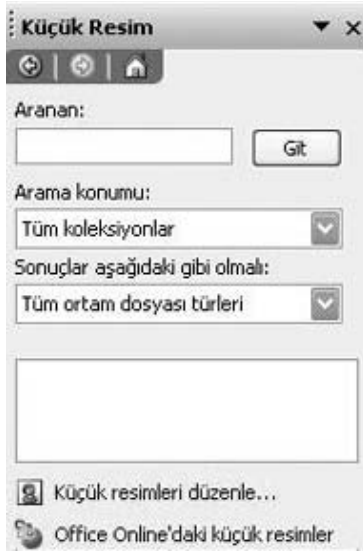 Küçük Resim
Aranan:
Git
Arama konumu:
Tüm koleksiyonlar
Sonuçlar aşağıdaki gibi olmalı:
Tüm ortam dosyası türleri
Küçük resimleri düzenle...
Office Online'daki küçük resimler